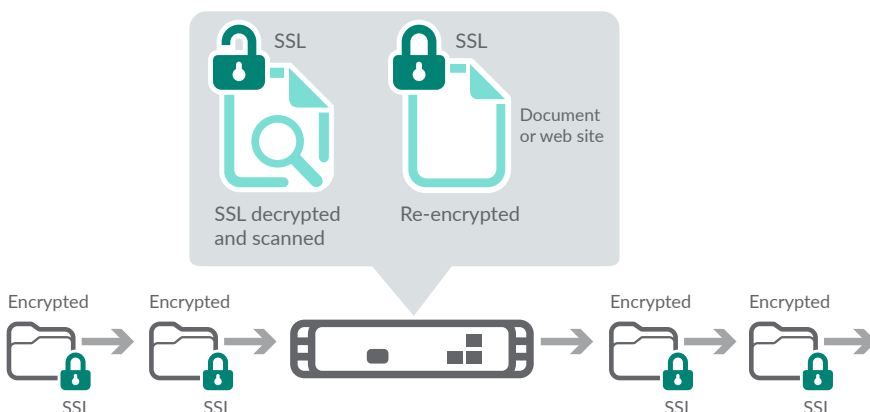 SSL
SSL
Document
or web site
SSL decrypted
and scanned
Re-encrypted
Encrypted
Encrypted
Encrypted
Encrypted
SSL
SSL
SSL
SSL